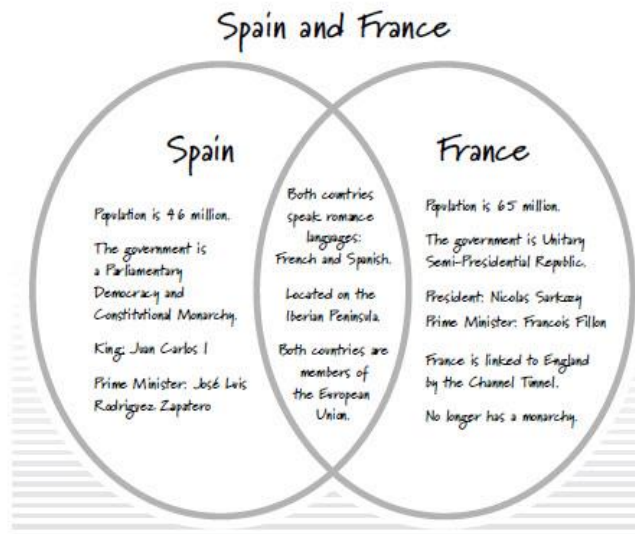 Spain and France
Spain
Population is 46 million.
The government is
a Parliamentary
Democracy and
Constitutional Monarchy.
King: Juan Carlos I
Prime Minister: José Luis
Rodriguez Zapatero
Both countries
speak romance
languages:
French and Spanish.
Located on the
Iberian Peninsula.
Both countries are
members of
the European
Union.
France
Population is 65 million.
The government is Unitary
Semi-Presidential Republic.
President: Nicolas Sarkozy
Prime Minister: Francois Fillon
France is linked to England
by the Channel Tunnel.
No longer has a monarchy.